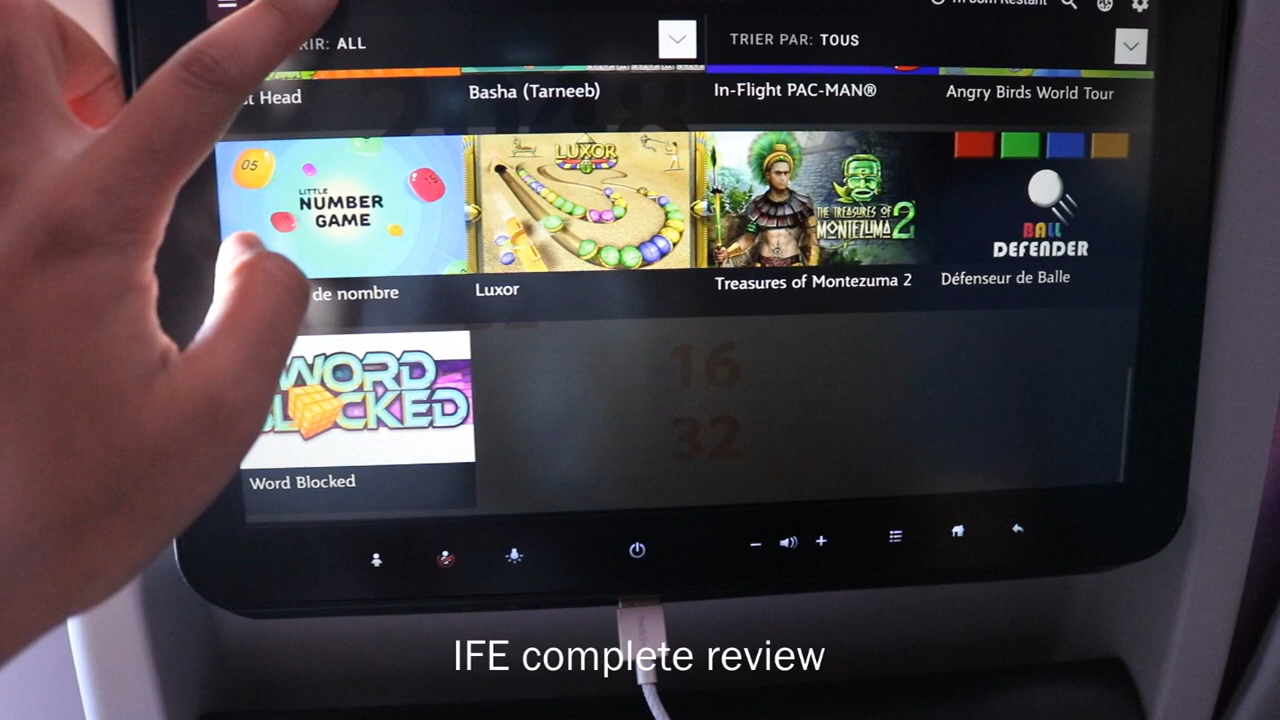 Restant
RIR: ALL
TRIER PAR: TOUS
t Head
Basha (Tarneeb)
In-Flight PAC-MAN®
Angry Birds World Tour
05
LITTLE
NUMBER
GAME
LUXOR
THE TREASURES OF
MONTEZUMA 2
BALL
DEFENDER
de nombre
Luxor
Treasures of Montezuma 2
Défenseur de Balle
WORD
BLOCKED
16
32
Word Blocked
IFE complete review